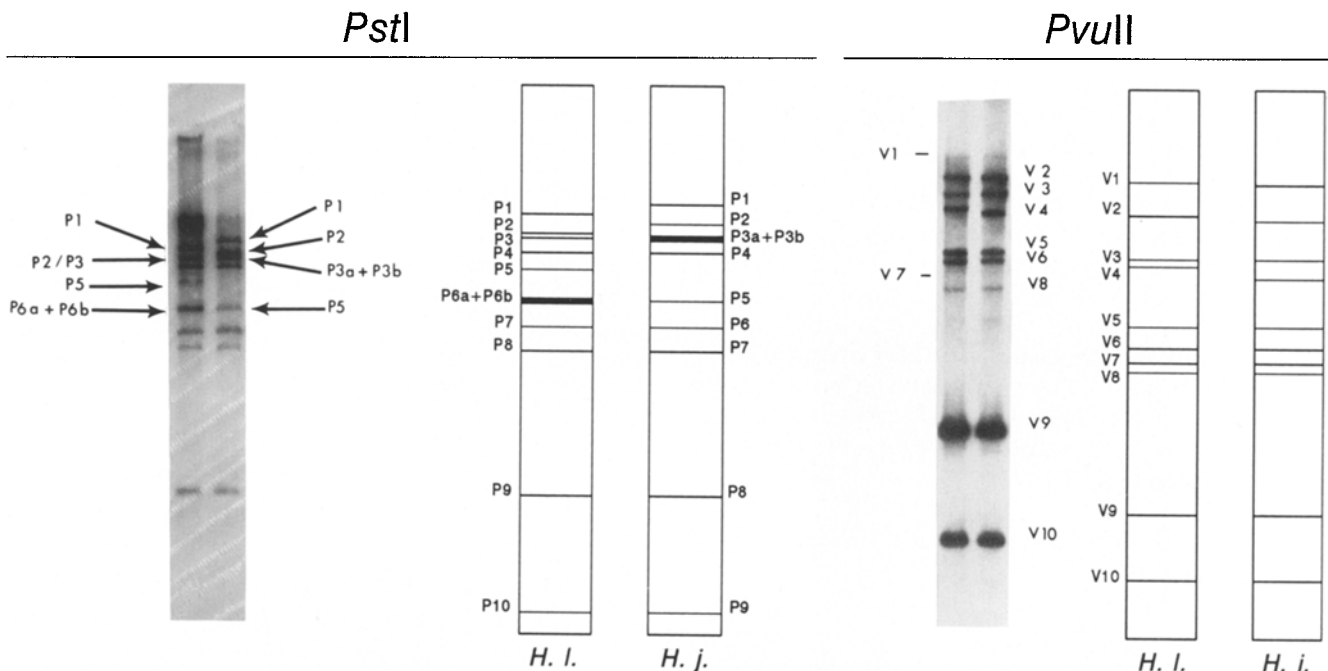 PstI
PvuII
P1
P2/P3
P5
P6a + P6b
P1
P2
P3a + P3b
P5
P1
P2
P3
P4
P5
P6a+P6b
P7
P8
P9
P10
H. l.
P1
P2
P3a+P3b
P4
P5
P6
P7
P8
P9
H. j.
V1
V7
V2
V3
V4
V5
V6
V8
V9
V10
V1
V2
V3
V4
V5
V6
V7
V8
V9
V10
H. l.
H. j.